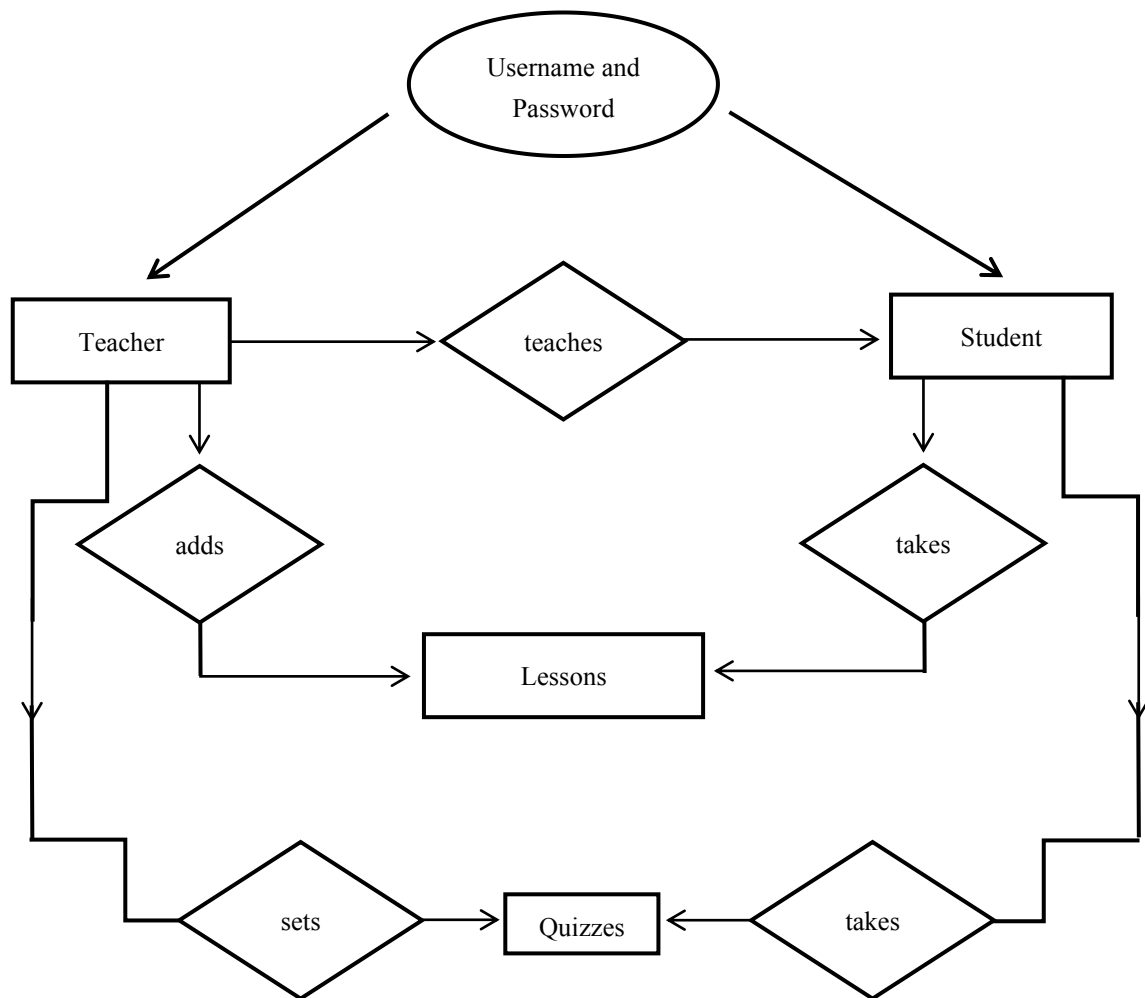 Username and
Password
Teacher
teaches
Student
adds
takes
Lessons
sets
Quizzes
takes